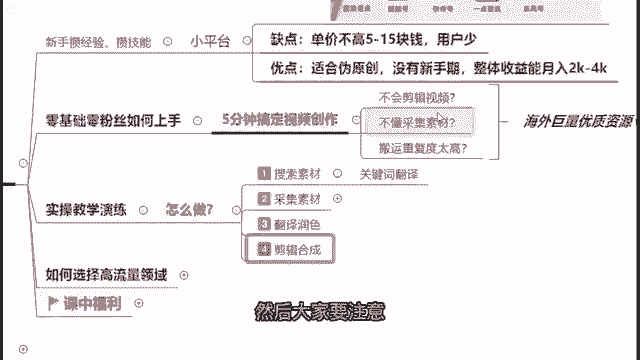 新手攒经验、攒技能
小平台
缺点：单价不高5-15块钱，用户少
优点：适合伪原创，没有新手期，整体收益能月入2k-4k
零基础零粉丝如何上手
5分钟搞定视频创作
不会剪辑视频？
不懂采集素材？
搬运重复度太高？
海外巨量优质资源
实操教学演练
怎么做？
1 搜索素材
关键词翻译
2 采集素材
3 翻译润色
4 剪辑合成
如何选择高流量领域
课中福利
然后大家要注意